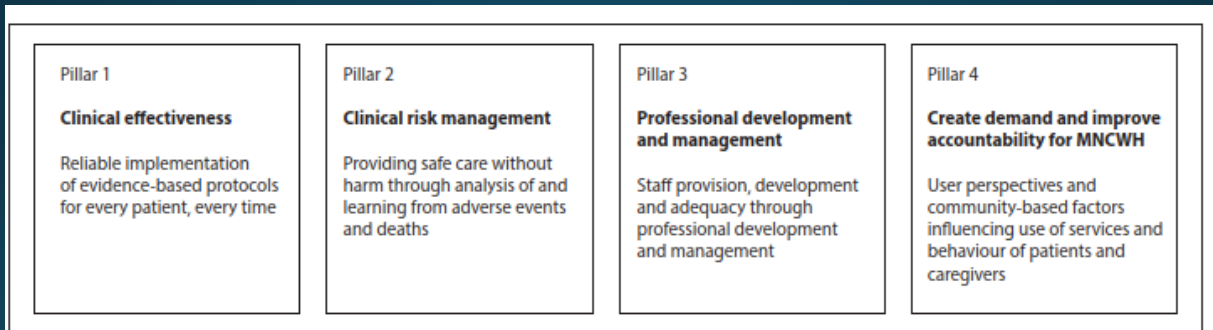 Pillar 1
Clinical effectiveness
Reliable implementation
of evidence-based protocols
for every patient, every time
Pillar 2
Clinical risk management
Providing safe care without
harm through analysis of and
learning from adverse events
and deaths
Pillar 3
Professional development
and management
Staff provision, development
and adequacy through
professional development
and management
Pillar 4
Create demand and improve
accountability for MNCWH
User perspectives and
community-based factors
influencing use of services and
behaviour of patients and
caregivers